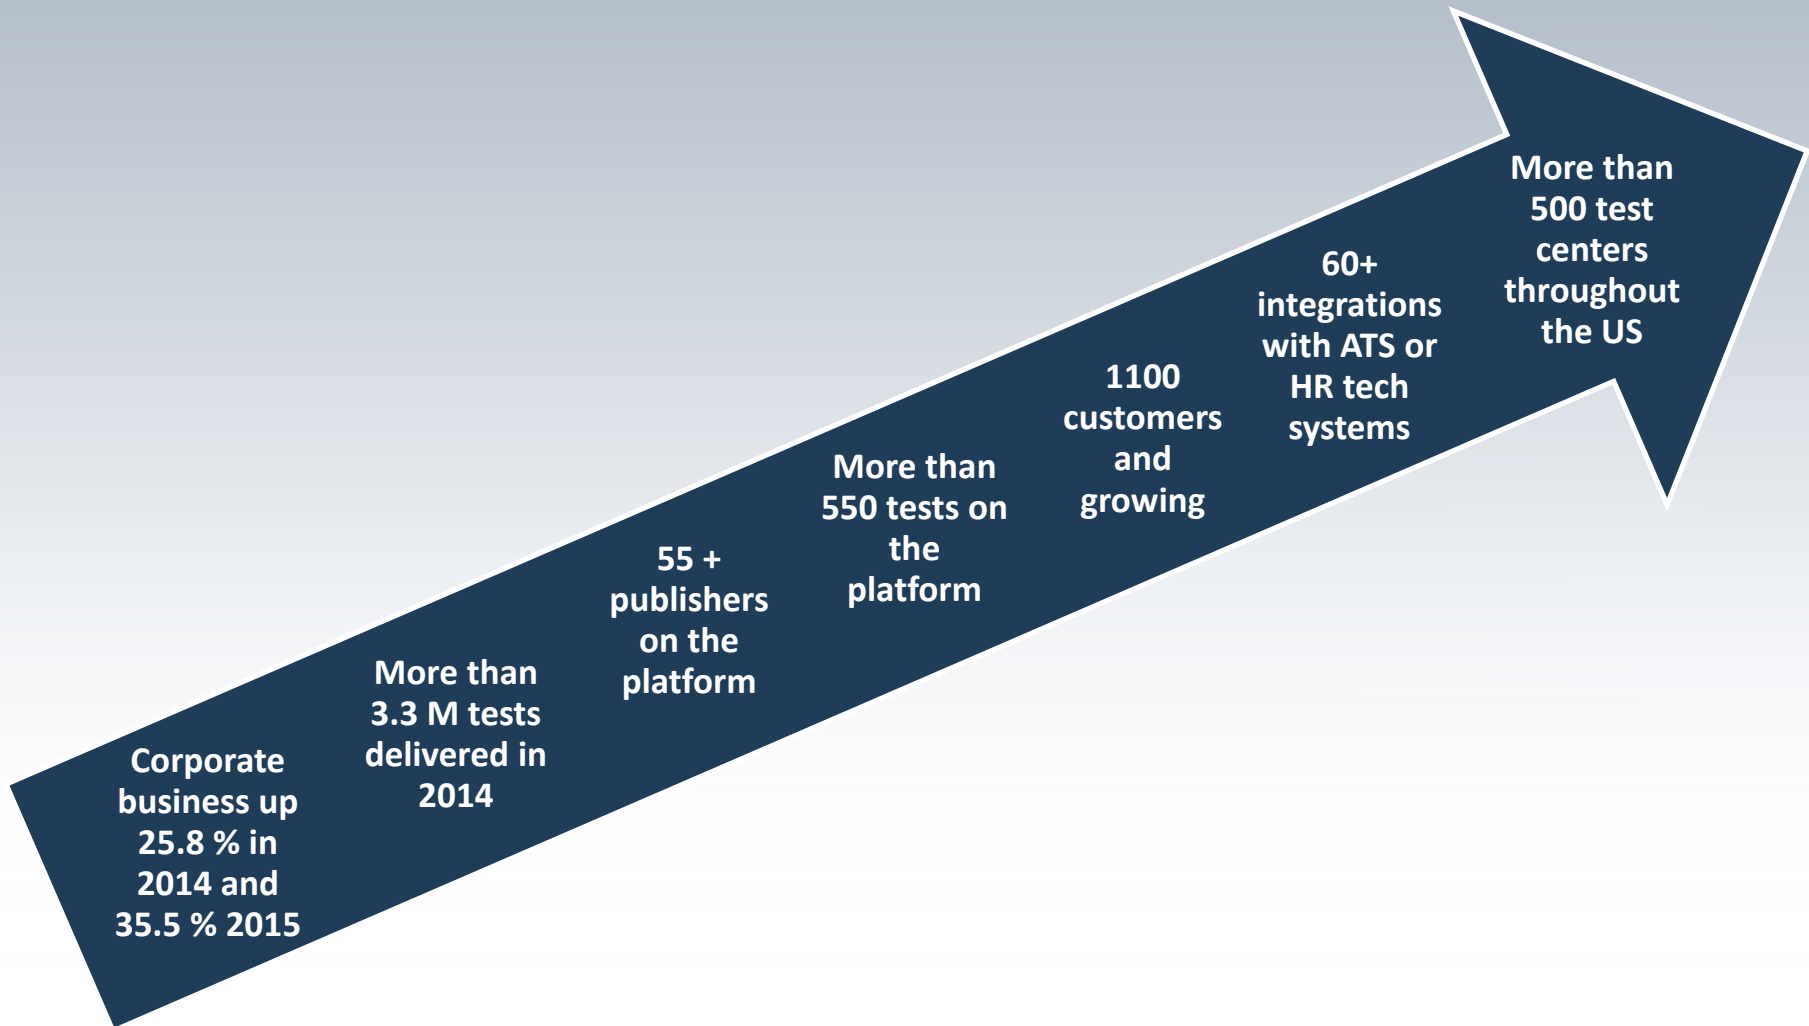 Corporate
business up
25.8 % in
2014 and
35.5 % 2015
More than
3.3 M tests
delivered in
2014
55 +
publishers
on the
platform
More than
550 tests on
the
platform
1100
customers
and
growing
60+
integrations
with ATS or
HR tech
systems
More than
500 test
centers
throughout
the US